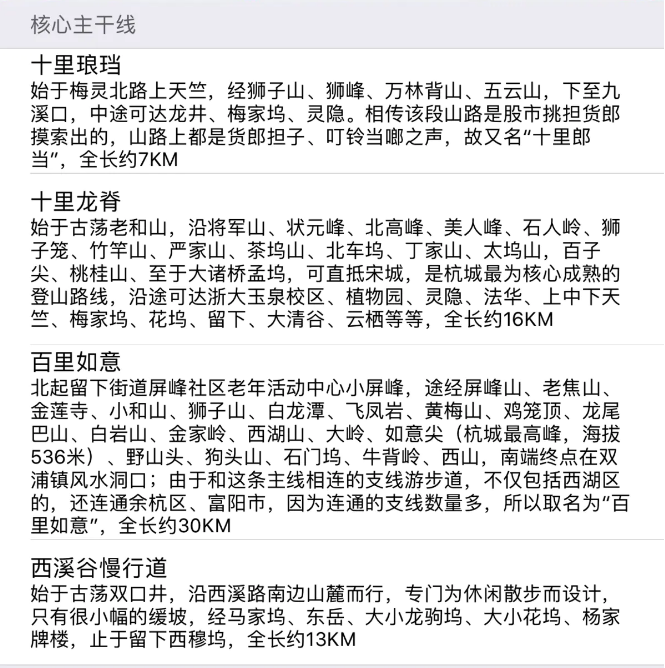 核心主干线
十里琅珰
始于梅灵北路上天竺，经狮子山、狮峰、万林背山、五云山，下至九
溪口，中途可达龙井、梅家坞、灵隐。相传该段山路是股市挑担货郎
摸索出的，山路上都是货郎担子、叮铃当啷之声，故又名“十里郎
当”，全长约7KM
十里龙脊
始于古荡老和山，沿将军山、状元峰、北高峰、美人峰、石人岭、狮
子笼、竹竿山、严家山、茶坞山、北车坞、丁家山、太坞山，百子
尖、桃桂山、至于大诸桥孟坞，可直抵宋城，是杭城最为核心成熟的
登山路线，沿途可达浙大玉泉校区、植物园、灵隐、法华、上中下天
竺、梅家坞、花坞、留下、大清谷、云栖等等，全长约16KM
百里如意
北起留下街道屏峰社区老年活动中心小屏峰，途经屏峰山、老焦山、
金莲寺、小和山、狮子山、白龙潭、飞凤岩、黄梅山、鸡笼顶、龙尾
巴山、白岩山、金家岭、西湖山、大岭、如意尖（杭城最高峰，海拔
536米）、野山头、狗头山、石门坞、牛背岭、西山，南端终点在双
浦镇风水洞口；由于和这条主线相连的支线游步道，不仅包括西湖区
的，还连通余杭区、富阳市，因为连通的支线数量多，所以取名为“百
里如意”，全长约30KM
西溪谷慢行道
始于古荡双口井，沿西溪路南边山麓而行，专门为休闲散步而设计，
只有很小幅的缓坡，经马家坞、东岳、大小龙驹坞、大小花坞、杨家
牌楼，止于留下西穆坞，全长约13KM